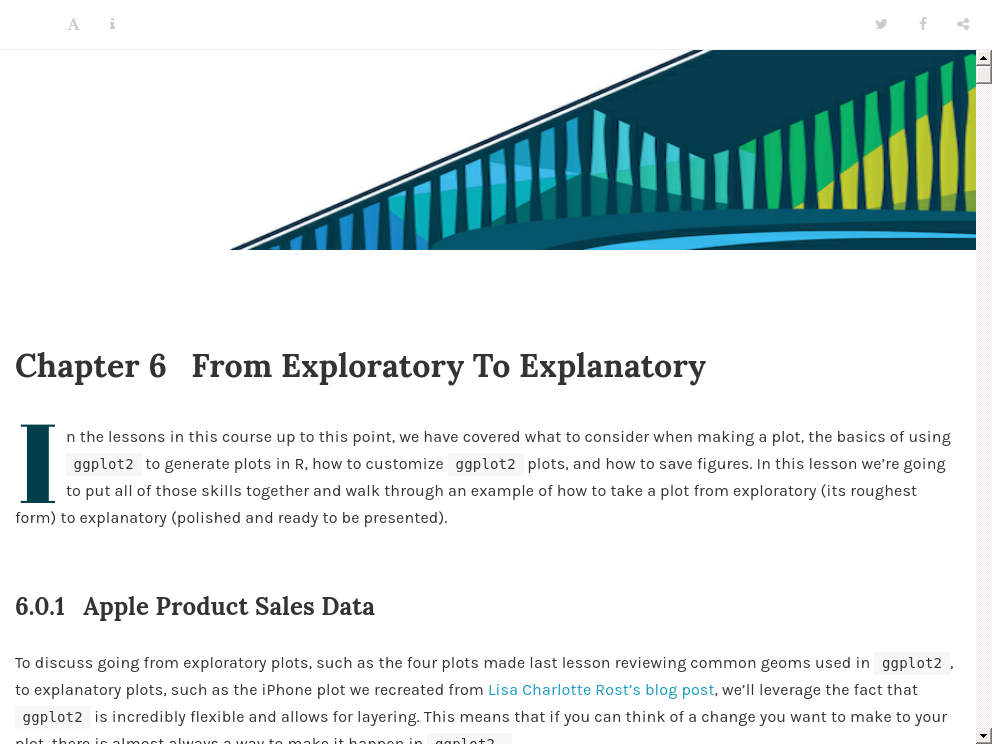 Chapter 6 From Exploratory To Explanatory
In the lessons in this course up to this point, we have covered what to consider when making a plot, the basics of using
ggplot2 to generate plots in R, how to customize ggplot2 plots, and how to save figures. In this lesson we’re going
to put all of those skills together and walk through an example of how to take a plot from exploratory (its roughest
form) to explanatory (polished and ready to be presented).
6.0.1 Apple Product Sales Data
To discuss going from exploratory plots, such as the four plots made last lesson reviewing common geoms used in ggplot2 ,
to explanatory plots, such as the iPhone plot we recreated from Lisa Charlotte Rost’s blog post, we’ll leverage the fact that
ggplot2 is incredibly flexible and allows for layering. This means that if you can think of a change you want to make to your
plot, there is almost always a way to make it happen in ggplot2 .